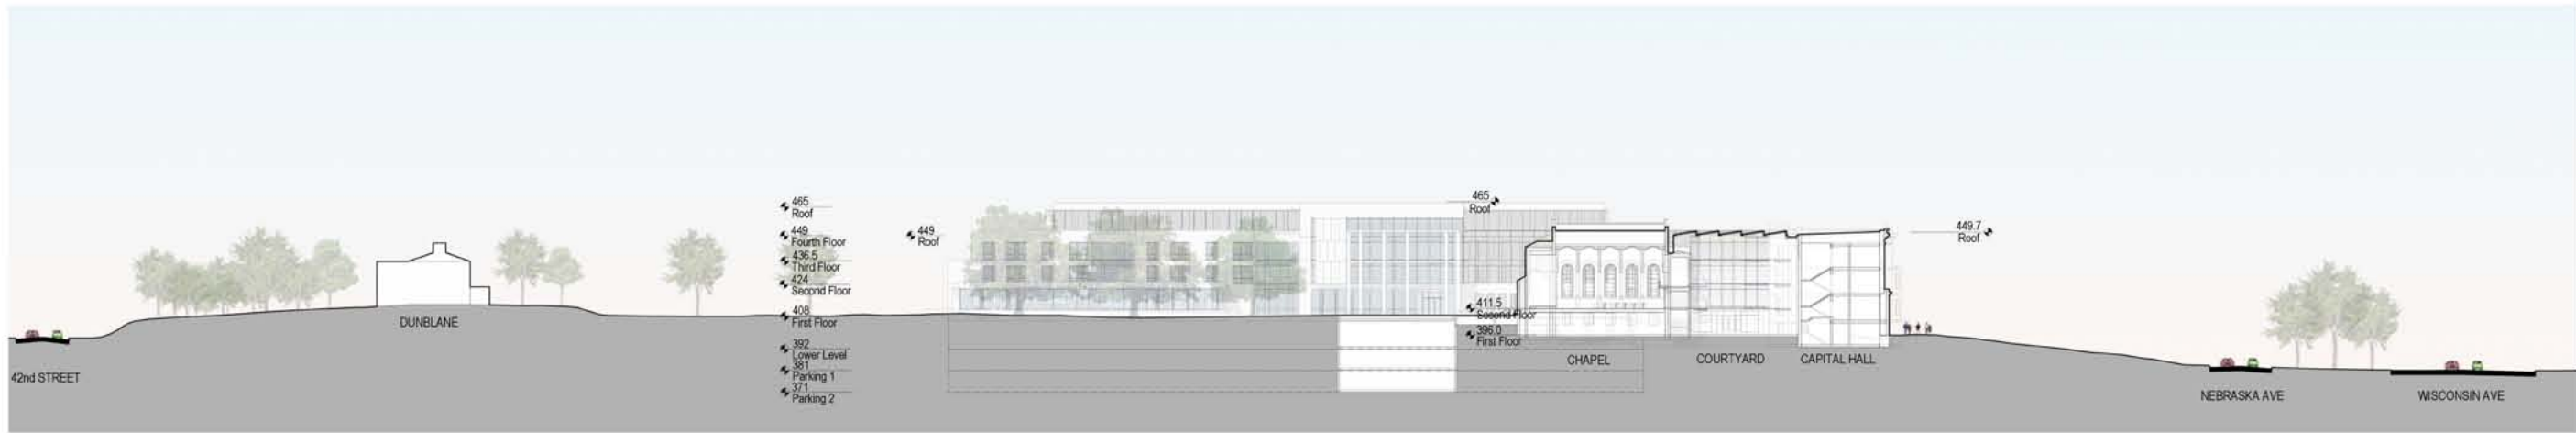 465
Roof
449
Fourth Floor
436.5
Third Floor
424
Second Floor
408
First Floor
392
Lower Level
381
Parking 1
371
Parking 2
449
Roof
465
Roof
411.5
Second Floor
396.0
First Floor
449.7
Roof
42nd STREET
DUNBLANE
CHAPEL
COURTYARD
CAPITAL HALL
NEBRASKA AVE
WISCONSIN AVE